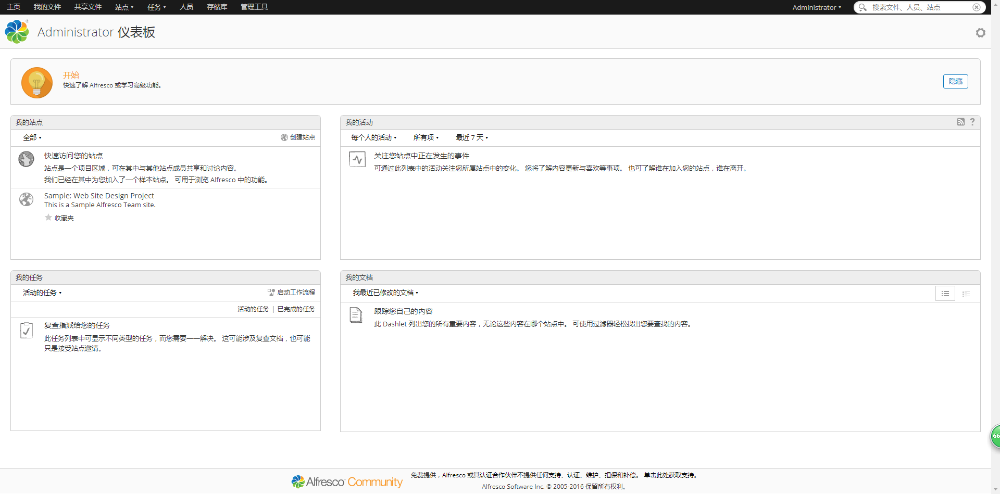 主页 我的文件 共享文件 站点 任务 人员 存储库 管理工具 Administrator 搜索文件、人员、站点
Administrator 仪表板
开始
快速了解 Alfresco 或学习高级功能。
隐藏
我的站点
全部 创建站点
快速访问您的站点
站点是一个项目区域，可在其中与其他站点成员共享和讨论内容。
我们已经在其中为您加入了一个样本站点。 可用于浏览 Alfresco 中的功能。
Sample: Web Site Design Project
This is a Sample Alfresco Team site.
收藏夹
我的活动 ?
每个人的活动 所有项 最近 7 天
关注您站点中正在发生的事件
可通过此列表中的活动关注您所属站点中的变化。 您将了解内容更新与喜欢等事项。 也可了解谁在加入您的站点，谁在离开。
我的任务
活动的任务 启动工作流程
活动的任务 | 已完成的任务
复查指派给您的任务
此任务列表中可显示不同类型的任务，而您需要一一解决。 这可能涉及复查文档，也可能
只是接受站点邀请。
我的文档
我最近已修改的文档
跟踪您自己的内容
此 Dashlet 列出您的所有重要内容，无论这些内容在哪个站点中。 可使用过滤器轻松找出您要查找的内容。
66
Alfresco Community
免费提供，Alfresco 或其认证合作伙伴不提供任何支持、认证、维护、担保和补偿。 单击此处获取支持。
Alfresco Software Inc. © 2005-2016 保留所有权利。